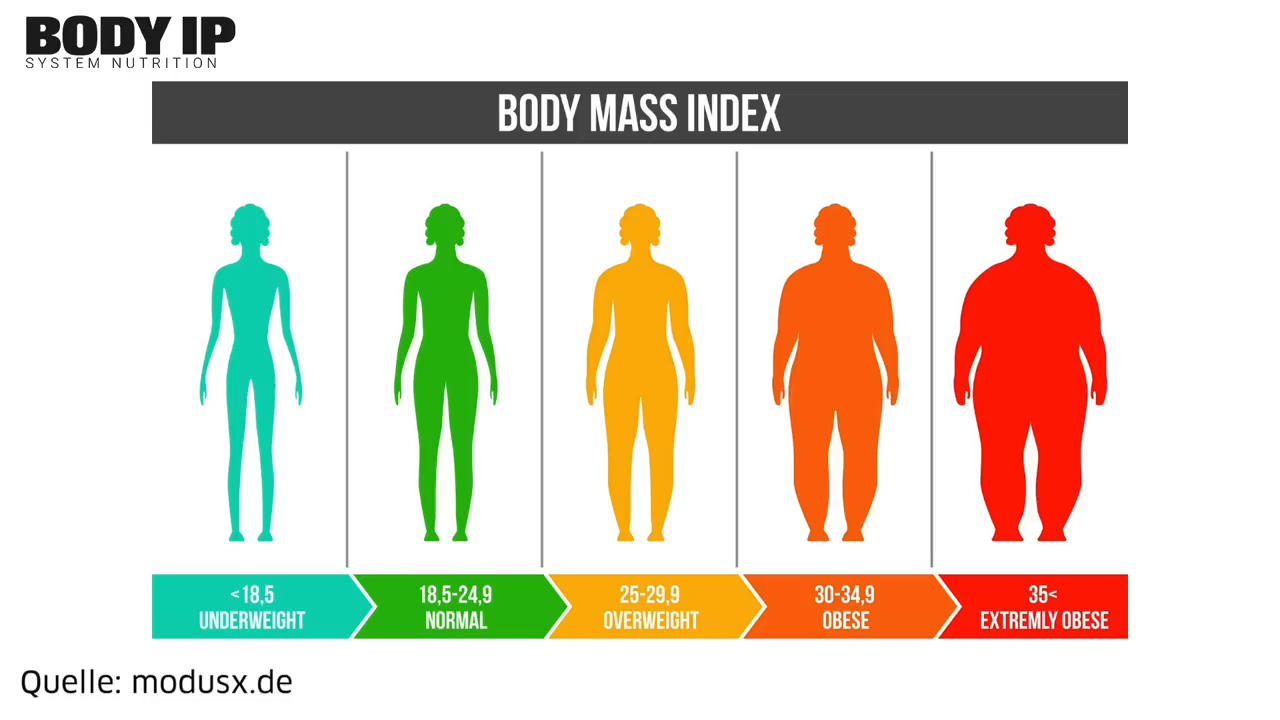 BODY IP
SYSTEM NUTRITION
BODY MASS INDEX
<18,5
UNDERWEIGHT
18,5-24,9
NORMAL
25-29,9
OVERWEIGHT
30-34,9
OBESE
35<
EXTREMLY OBESE
Quelle: modusx.de